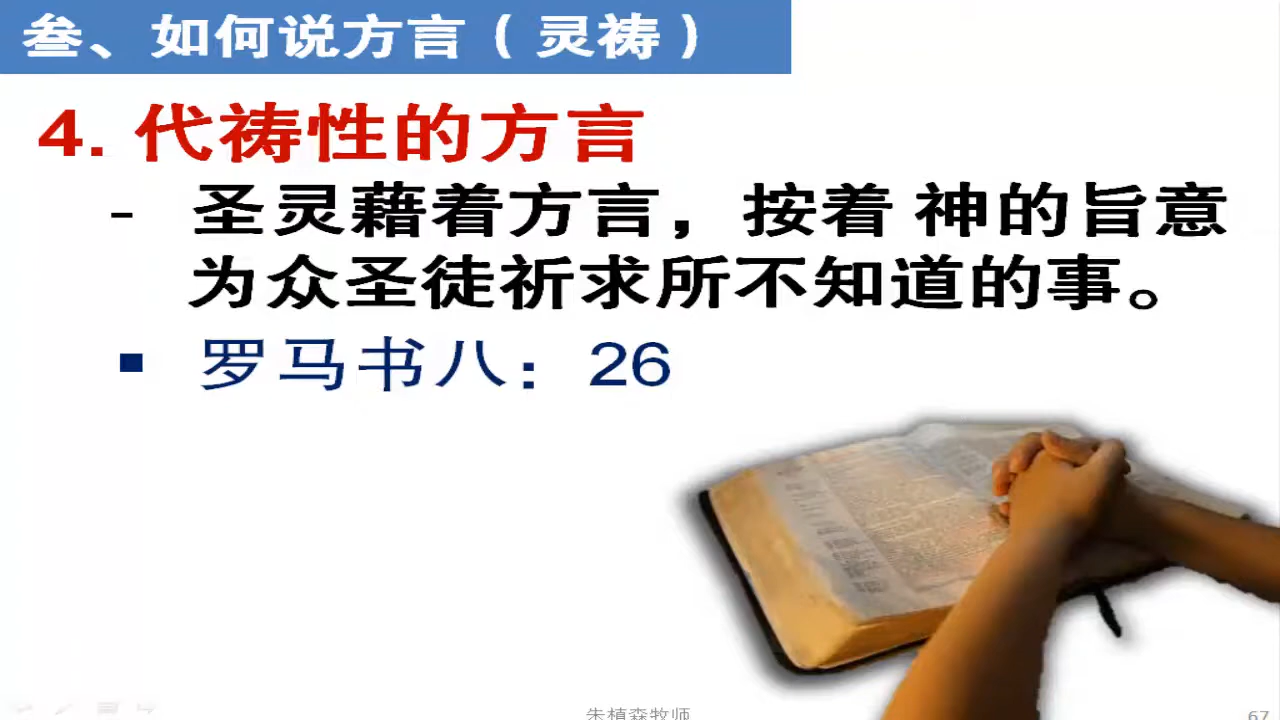 叁、如何说方言（灵祷）
4. 代祷性的方言
- 圣灵藉着方言，按着 神的旨意
为众圣徒祈求所不知道的事。
▪ 罗马书八：26
朱植森牧师
67